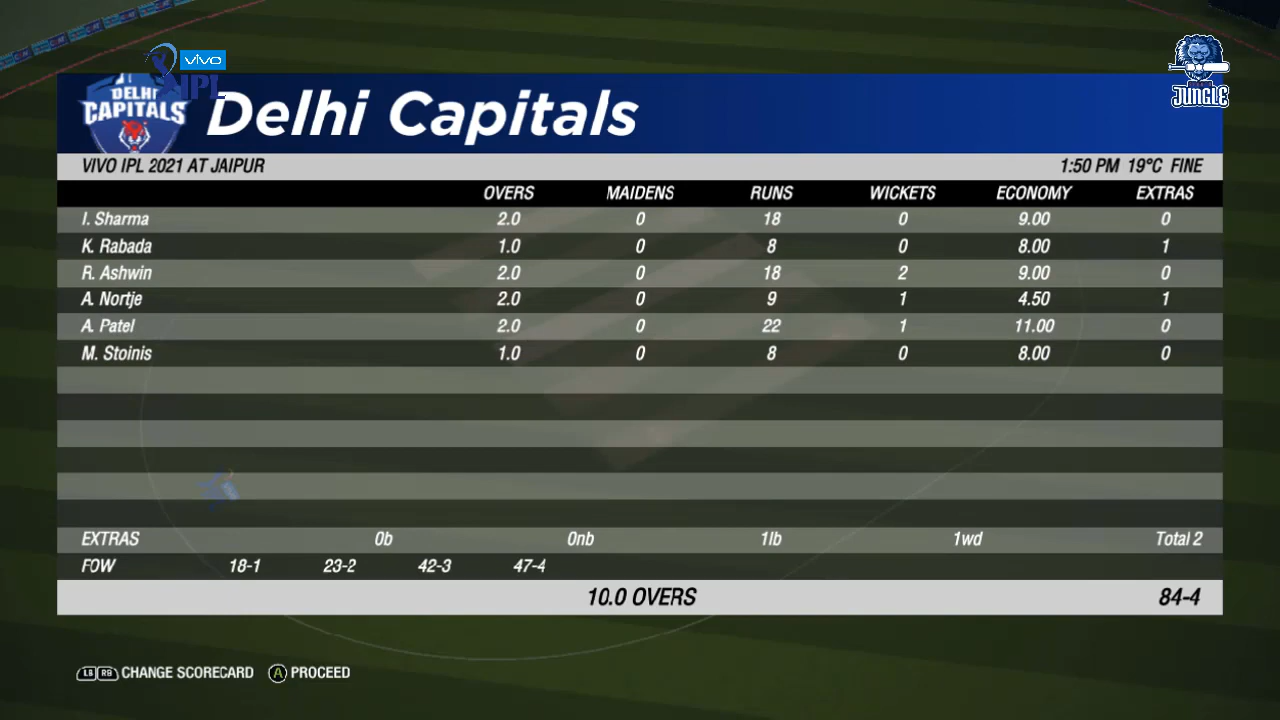 vivo
IPL
DELHI
CAPITALS
Delhi Capitals
JUNGLE
VIVO IPL 2021 AT JAIPUR 1:50 PM 19°C FINE
OVERS MAIDENS RUNS WICKETS ECONOMY EXTRAS
I. Sharma 2.0 0 18 0 9.00 0
K. Rabada 1.0 0 8 0 8.00 1
R. Ashwin 2.0 0 18 2 9.00 0
A. Nortje 2.0 0 9 1 4.50 1
A. Patel 2.0 0 22 1 11.00 0
M. Stoinis 1.0 0 8 0 8.00 0
EXTRAS 0b 0nb 1lb 1wd Total 2
FOW 18-1 23-2 42-3 47-4
10.0 OVERS 84-4
LB RB CHANGE SCORECARD A PROCEED